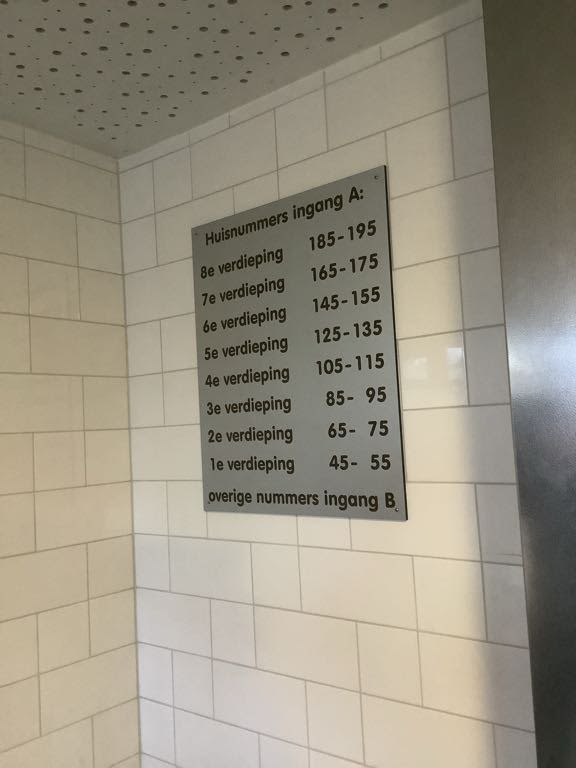 Huisnummers ingang A:
8e verdieping 185-195
7e verdieping 165-175
6e verdieping 145-155
5e verdieping 125-135
4e verdieping 105-115
3e verdieping 85- 95
2e verdieping 65- 75
1e verdieping 45- 55
overige nummers ingang B